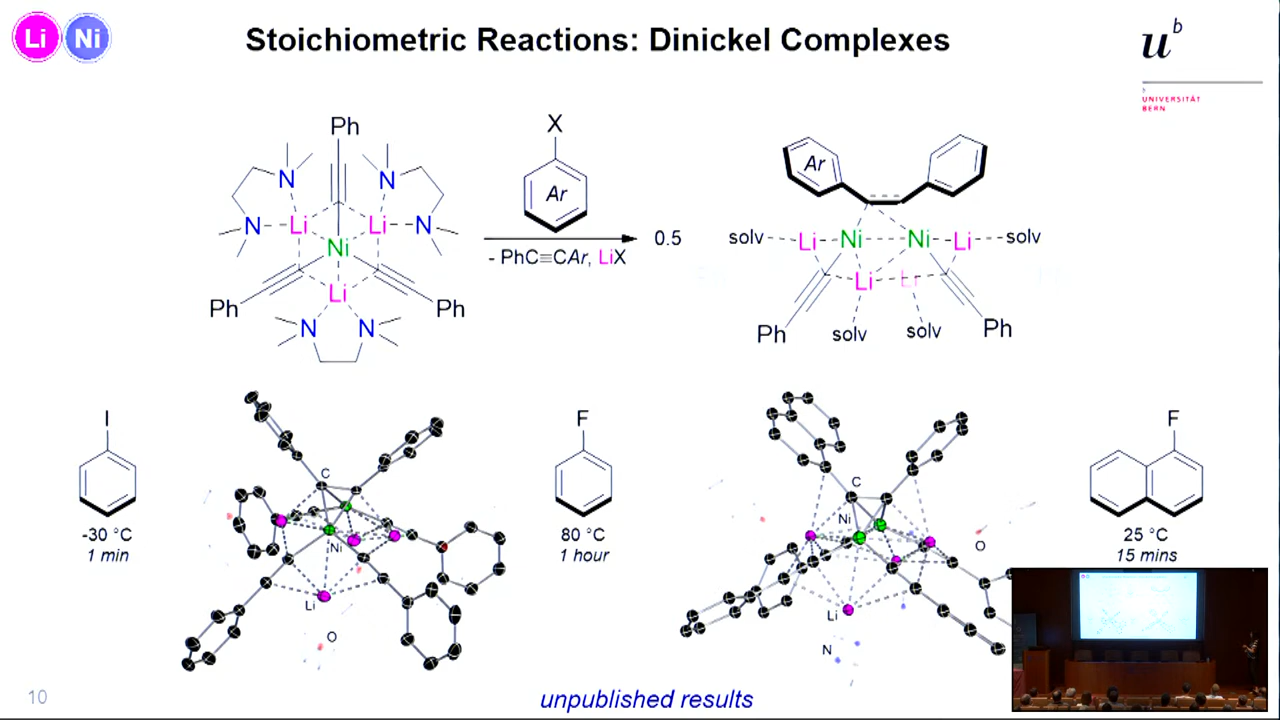 Li Ni
Stoichiometric Reactions: Dinickel Complexes
u^b
b
UNIVERSITÄT
BERN
Ph
N
N
N
N
Li
Li
Ni
Li
Ph
Ph
N
N
X
Ar
- PhC≡CAr, LiX
0.5
Ar
solv
Li
Ni
Ni
Li
solv
Li
Li
Ph
solv
solv
Ph
I
-30 °C
1 min
C
Ni
Li
O
F
80 °C
1 hour
C
Ni
Li
N
O
F
25 °C
15 mins
10
unpublished results